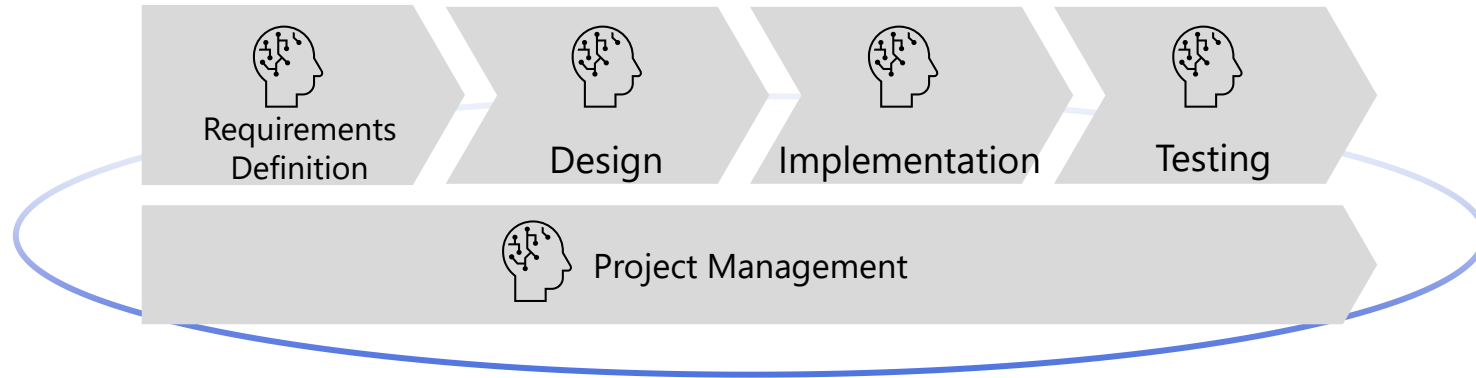 Requirements
Definition
Design
Implementation
Testing
Project Management